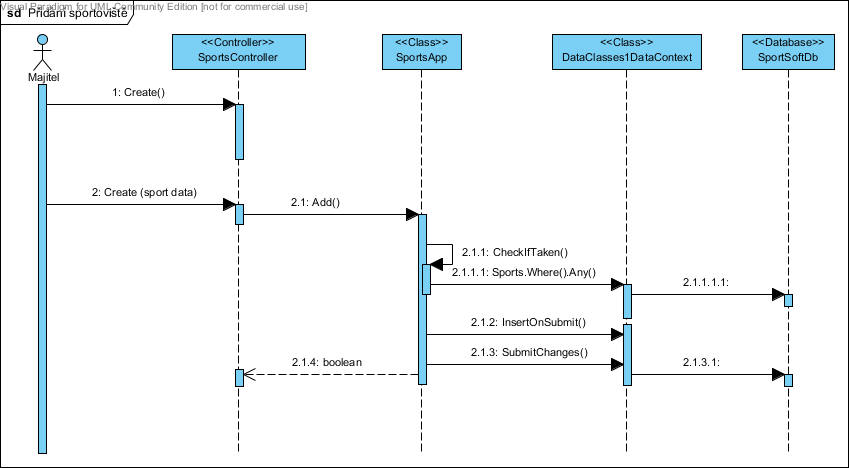 Visual Paradigm for UML Community Edition [not for commercial use]
sd Přidání sportoviště
Majitel
<<Controller>>
SportsController
<<Class>>
SportsApp
<<Class>>
DataClasses1DataContext
<<Database>>
SportSoftDb
1: Create()
2: Create (sport data)
2.1: Add()
2.1.1: CheckIfTaken()
2.1.1.1: Sports.Where().Any()
2.1.1.1.1:
2.1.2: InsertOnSubmit()
2.1.3: SubmitChanges()
2.1.3.1:
2.1.4: boolean